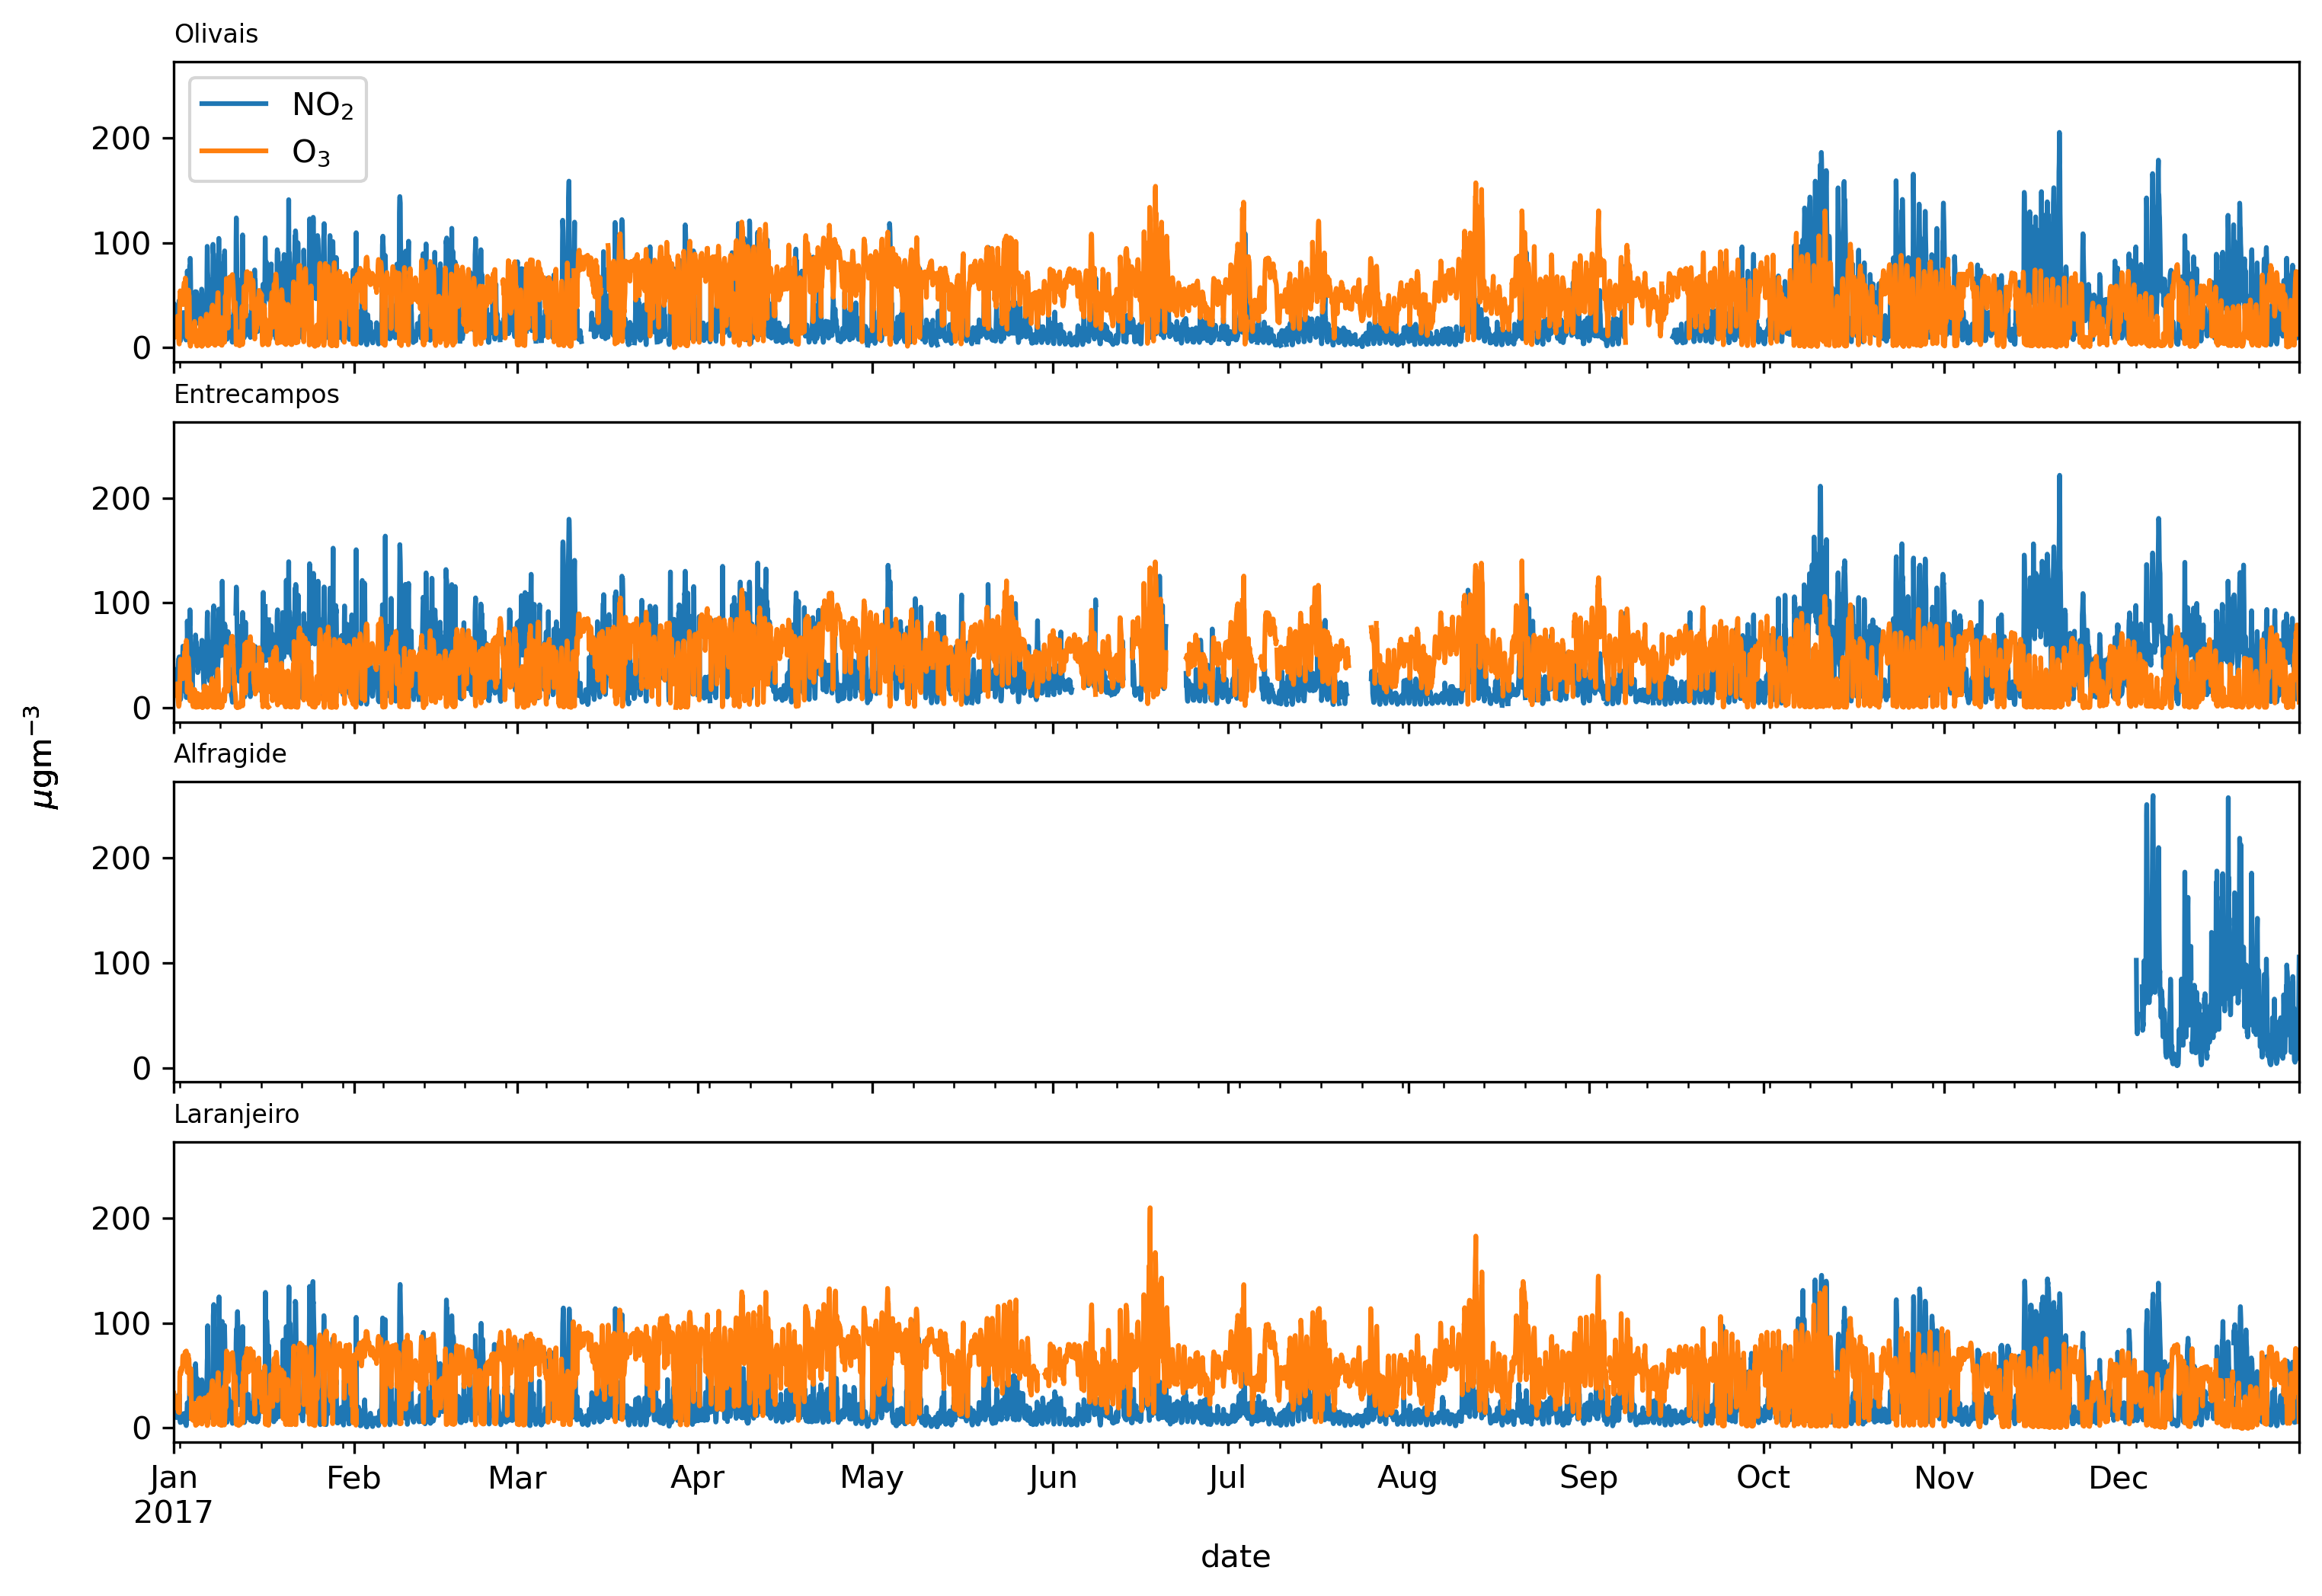 Olivais
NO₂
O₃
200
100
0
Entrecampos
200
100
0
μgm⁻³
Alfragide
200
100
0
Laranjeiro
200
100
0
Jan Feb Mar Apr May Jun Jul Aug Sep Oct Nov Dec
2017
date